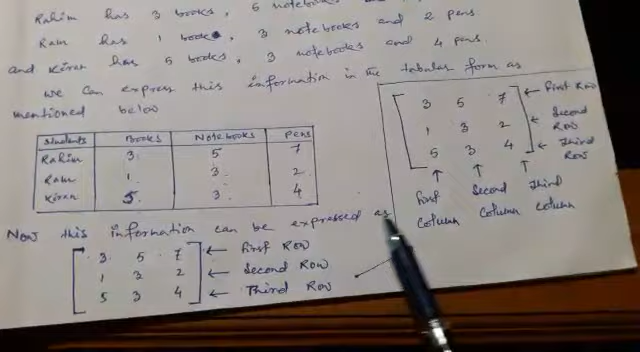 Rahim has 3 books, 5 notebooks
Ram has 1 book, 3 notebooks and 2 pens
and Kiran has 5 books, 3 notebooks and 4 pens.
we can express this information in the tabular form as
mentioned below
Students Books Notebooks Pens
Rahim 3 5 7
Ram 1 3 2
Kiran 5 3 4
Now this information can be expressed as
3 5 7 ← First Row
1 3 2 ← Second Row
5 3 4 ← Third Row
3 5 7 ← First Row
1 3 2 ← Second Row
5 3 4 ← Third Row
↑ ↑ ↑
First Second Third
Column Column Column